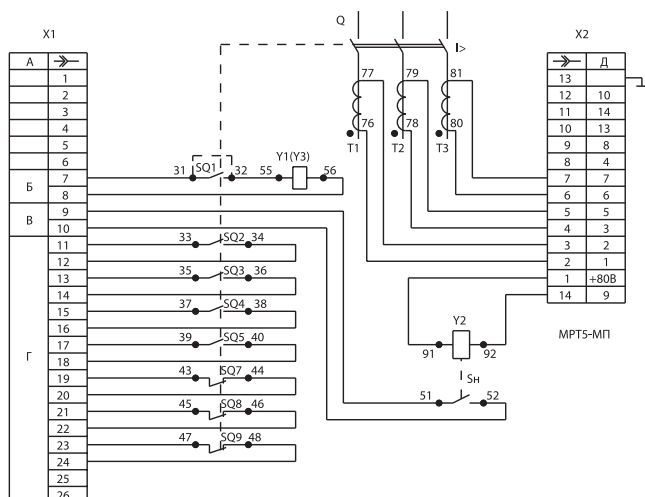 Q
X1
X2
I>
А
Д
1
13
2
12 10
3
11 14
4
10 13
5
9 8
6
8 4
Б
7
7 7
8
6 6
В
9
5 5
10
4 3
Г
11
3 2
12
2 1
13
1 +80В
14
14 9
15
16
17
18
19
20
21
22
23
24
25
26
77 79 81
76 78 80
T1 T2 T3
31 SQ1 32 55 Y1(Y3) 56
33 SQ2 34
35 SQ3 36
37 SQ4 38
39 SQ5 40
43 SQ7 44
45 SQ8 46
47 SQ9 48
Y2
91 92
Sн
51 52
МРТ5-МП